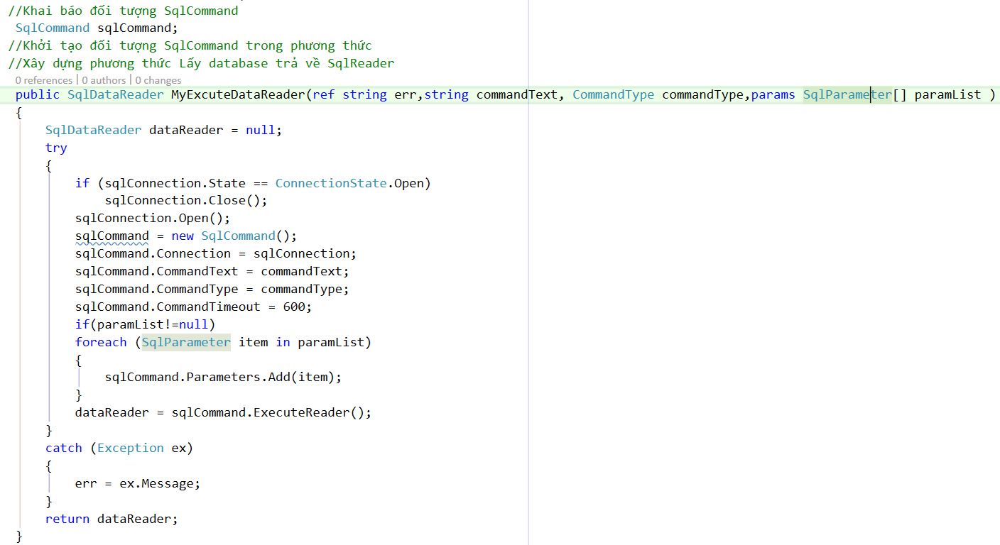 //Khai báo đối tượng SqlCommand
SqlCommand sqlCommand;
//Khởi tạo đối tượng SqlCommand trong phương thức
//Xây dựng phương thức Lấy database trả về SqlReader
0 references | 0 authors | 0 changes
public SqlDataReader MyExcuteDataReader(ref string err,string commandText, CommandType commandType,params SqlParameter[] paramList )
{
SqlDataReader dataReader = null;
try
{
if (sqlConnection.State == ConnectionState.Open)
sqlConnection.Close();
sqlConnection.Open();
sqlCommand = new SqlCommand();
sqlCommand.Connection = sqlConnection;
sqlCommand.CommandText = commandText;
sqlCommand.CommandType = commandType;
sqlCommand.CommandTimeout = 600;
if(paramList!=null)
foreach (SqlParameter item in paramList)
{
sqlCommand.Parameters.Add(item);
}
dataReader = sqlCommand.ExecuteReader();
}
catch (Exception ex)
{
err = ex.Message;
}
return dataReader;
}